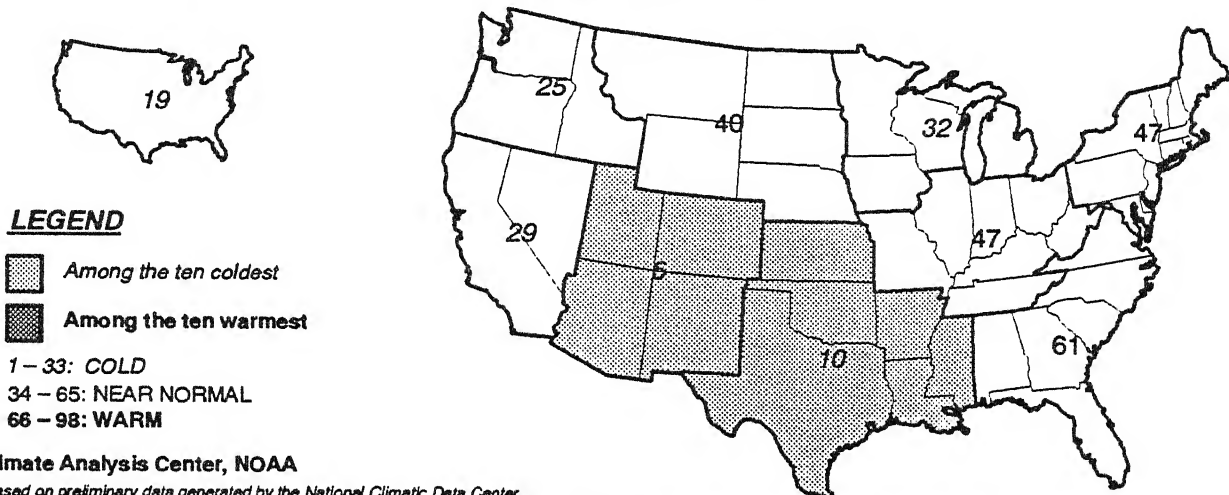 19
25
40
32
47
29
6
47
10
61
LEGEND
Among the ten coldest
Among the ten warmest
1 – 33: COLD
34 – 65: NEAR NORMAL
66 – 98: WARM
limate Analysis Center, NOAA
ased on preliminary data generated by the National Climatic Data Center